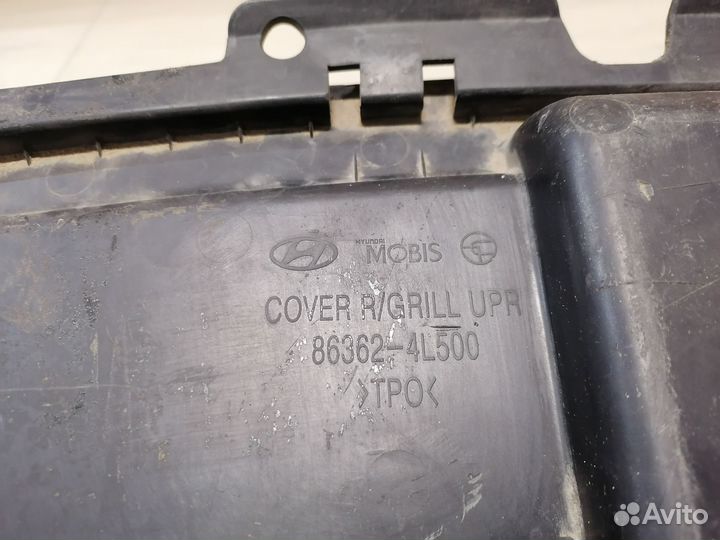 HYUNDAI
MOBIS
COVER R/GRILL UPR
86362-4L500
>TPO<
Avito